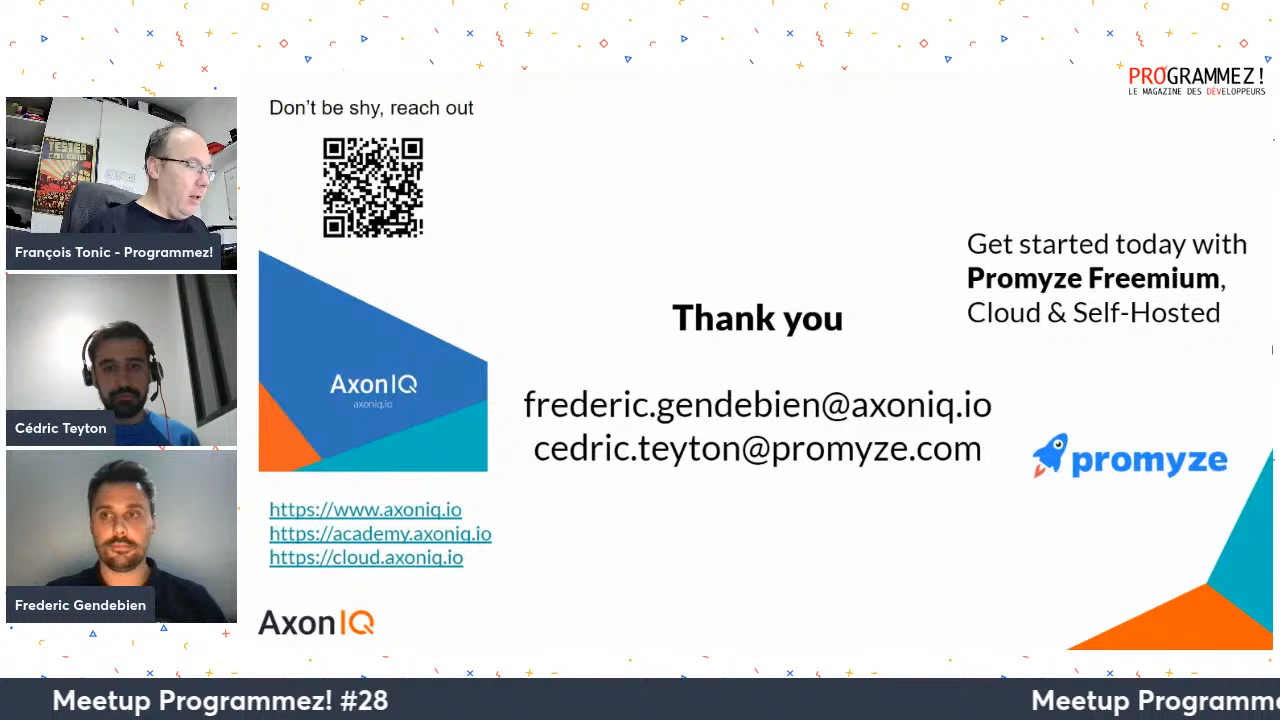 PROGRAMMEZ!
LE MAGAZINE DES DÉVELOPPEURS
Don't be shy, reach out
TESTER
François Tonic - Programmez!
Cédric Teyton
Frederic Gendebien
AxonIQ
axoniq.io
https://www.axoniq.io
https://academy.axoniq.io
https://cloud.axoniq.io
AxonIQ
Thank you
frederic.gendebien@axoniq.io
cedric.teyton@promyze.com
Get started today with
Promyze Freemium,
Cloud & Self-Hosted
promyze
Meetup Programmez! #28
Meetup Programme